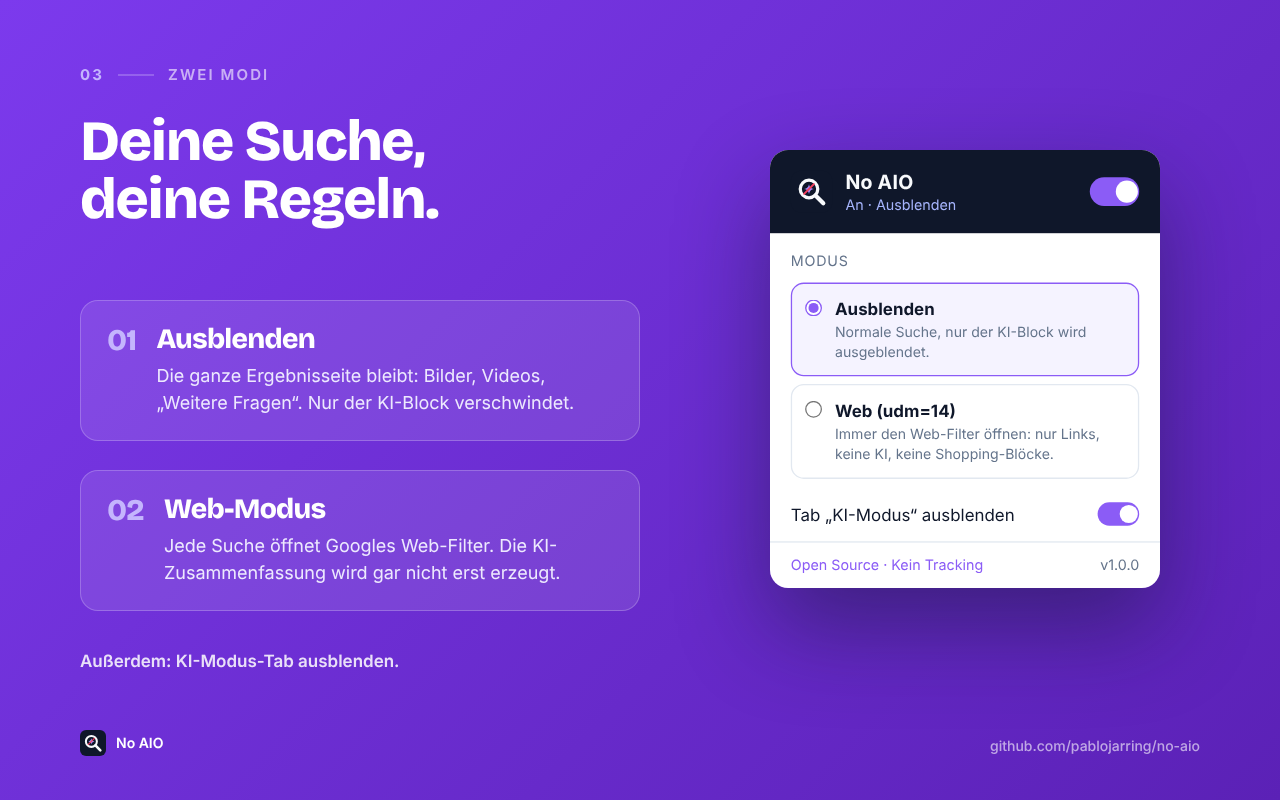 03 ZWEI MODI
Deine Suche,
deine Regeln.
01 Ausblenden
Die ganze Ergebnisseite bleibt: Bilder, Videos,
„Weitere Fragen“. Nur der KI-Block verschwindet.
02 Web-Modus
Jede Suche öffnet Googles Web-Filter. Die KI-
Zusammenfassung wird gar nicht erst erzeugt.
Außerdem: KI-Modus-Tab ausblenden.
No AIO
An · Ausblenden
MODUS
Ausblenden
Normale Suche, nur der KI-Block wird
ausgeblendet.
Web (udm=14)
Immer den Web-Filter öffnen: nur Links,
keine KI, keine Shopping-Blöcke.
Tab „KI-Modus“ ausblenden
Open Source · Kein Tracking v1.0.0
No AIO
github.com/pablojarring/no-aio